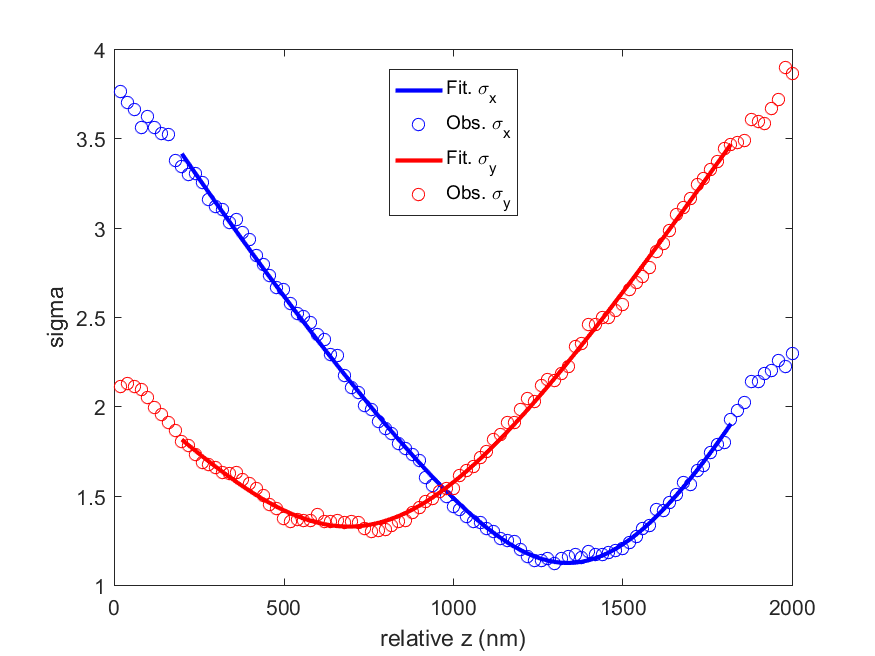 4
3.5
3
2.5
2
1.5
1
sigma
Fit. σx
Obs. σx
Fit. σy
Obs. σy
0 500 1000 1500 2000
relative z (nm)